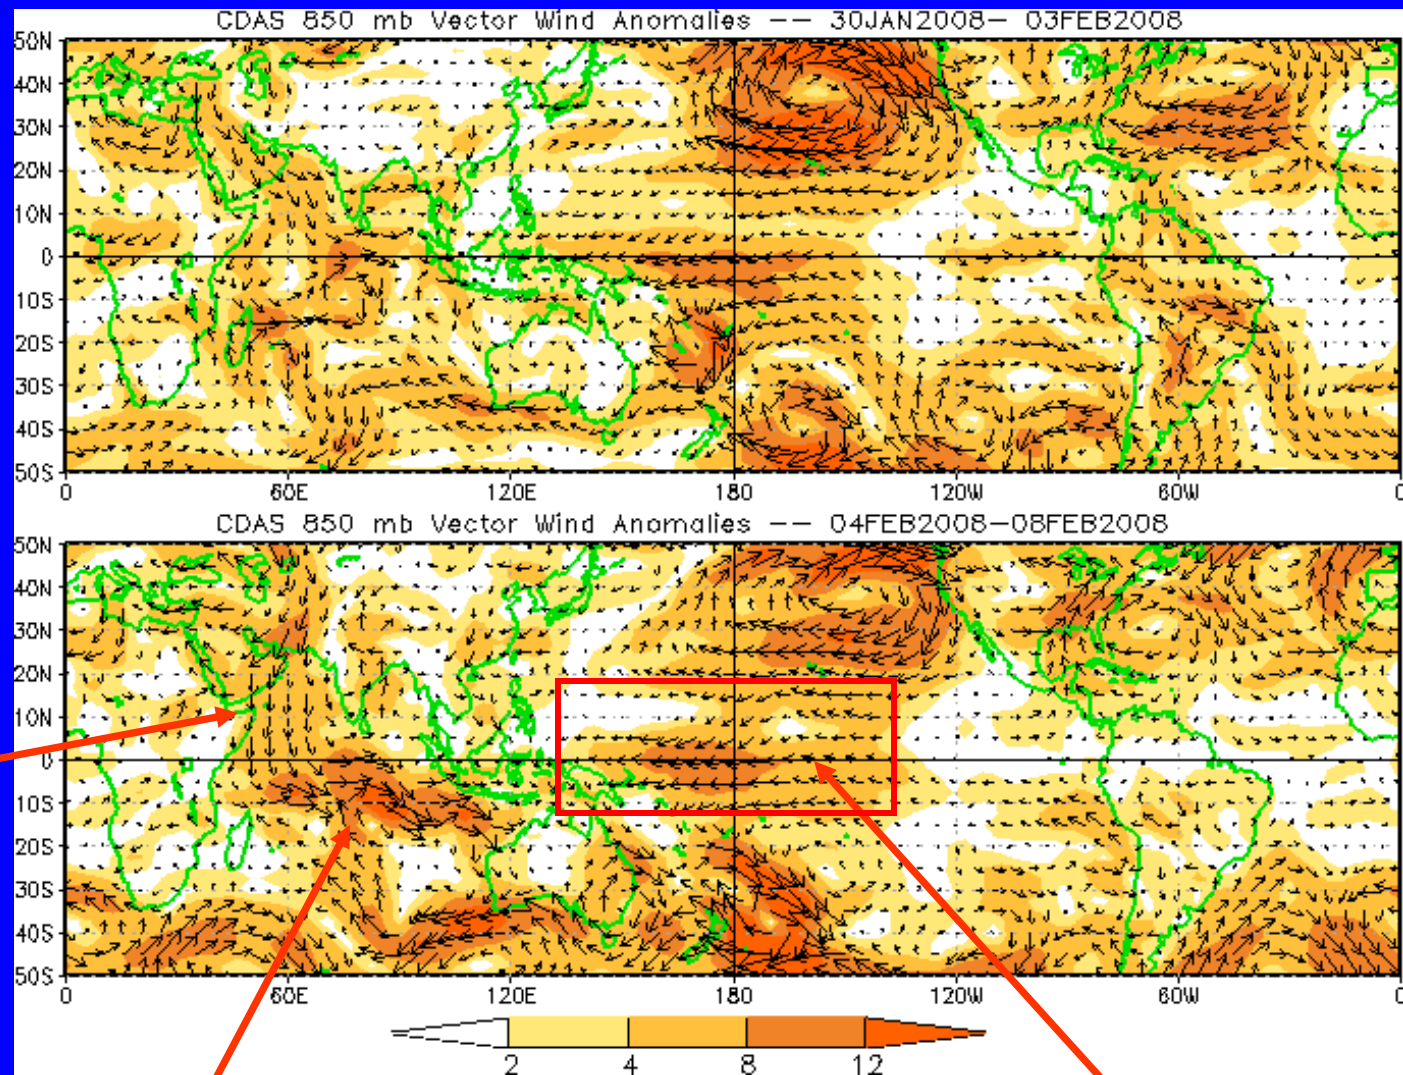 CDAS 850 mb Vector Wind Anomalies -- 30JAN2008- 03FEB2008
50N
40N
30N
20N
10N
0
10S
20S
30S
40S
50S
0 60E 120E 180 120W 60W 0
CDAS 850 mb Vector Wind Anomalies -- 04FEB2008-08FEB2008
50N
40N
30N
20N
10N
0
10S
20S
30S
40S
50S
0 60E 120E 180 120W 60W 0
2 4 8 12